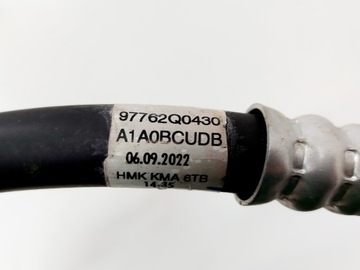 97762Q0430
A1A0BCUDB
06.09.2022
HMK KMA 6TB
14:35